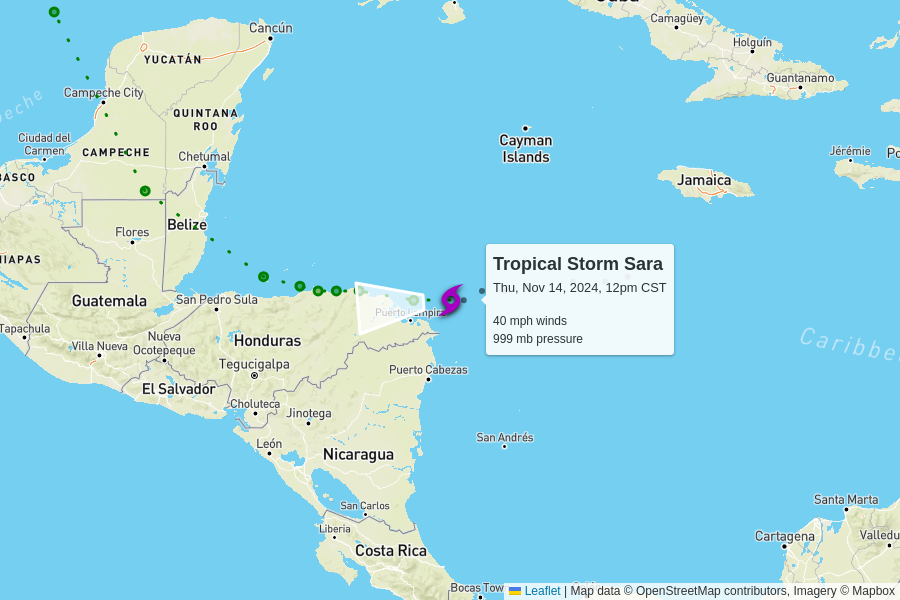 Cuba
Camagüey
Cancún
Holguín
YUCATÁN
Guantanamo
Campeche City
peche
QUINTANA
ROO
Cayman
Islands
Ciudad del
Carmen
CAMPECHE
Chetumal
Jérémie
Po
BASCO
Jamaica
Belize
Flores
HIAPAS
Tropical Storm Sara
Thu, Nov 14, 2024, 12pm CST
40 mph winds
999 mb pressure
Guatemala
San Pedro Sula
Puerto Lempira
Tapachula
Villa Nueva
Nueva
Ocotepeque
Honduras
Tegucigalpa
Caribbe
El Salvador
Puerto Cabezas
Choluteca
Jinotega
León
Nicaragua
San Andrés
San Carlos
Liberia
Santa Marta
Cartagena
Valledu
Costa Rica
Bocas Tow
Leaflet | Map data © OpenStreetMap contributors, Imagery © Mapbox